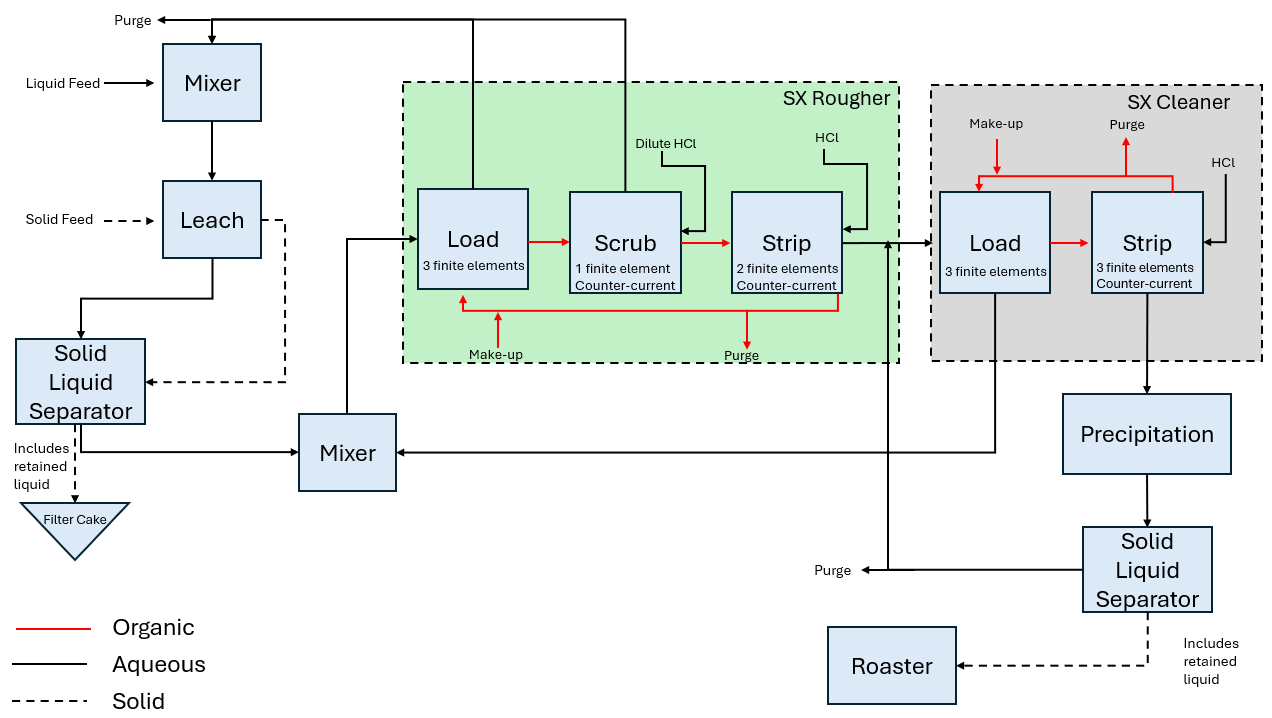 Purge
Liquid Feed
Mixer
Solid Feed
Leach
Solid
Liquid
Separator
Includes
retained
liquid
Filter Cake
Mixer
SX Rougher
Dilute HCl
HCl
Load
3 finite elements
Scrub
1 finite element
Counter-current
Strip
2 finite elements
Counter-current
Make-up
Purge
SX Cleaner
Make-up
Purge
HCl
Load
3 finite elements
Strip
3 finite elements
Counter-current
Precipitation
Solid
Liquid
Separator
Purge
Includes
retained
liquid
Roaster
Organic
Aqueous
Solid